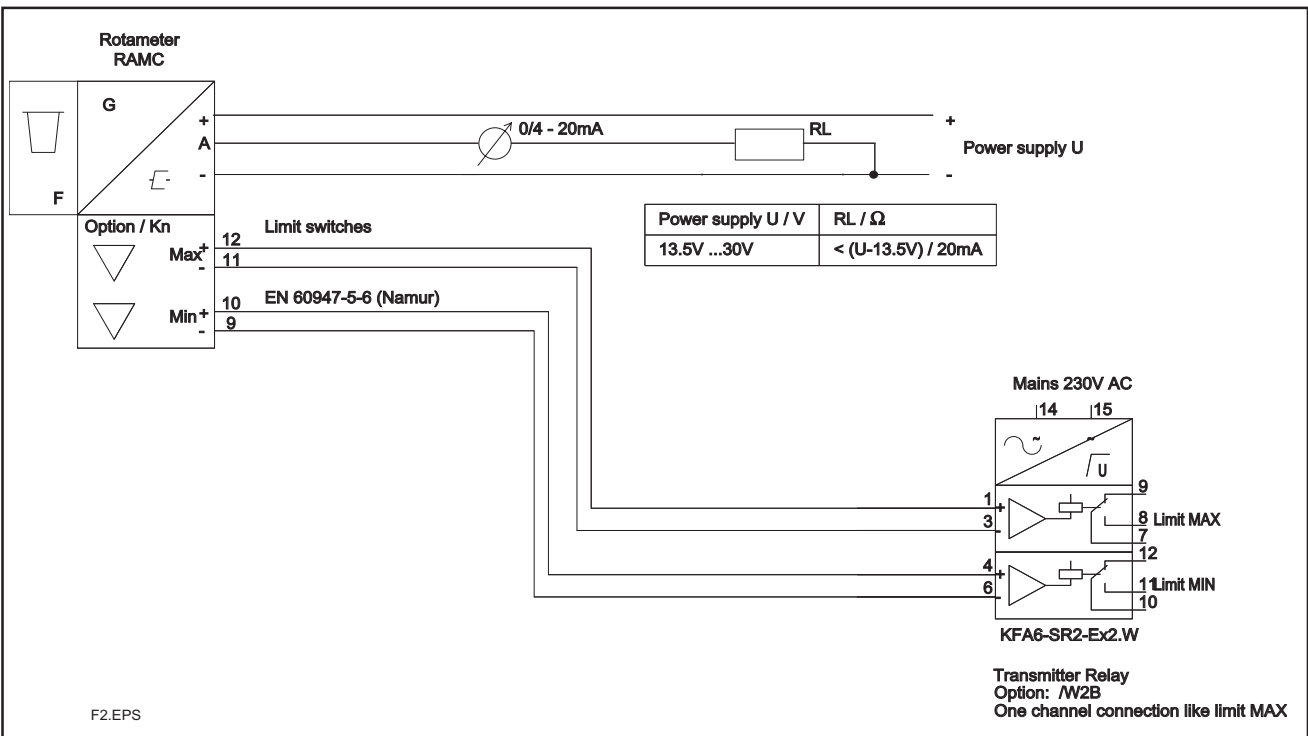 Rotameter
RAMC
G
F
+
A
-
0/4 - 20mA
RL
+
Power supply U
-
Power supply U / V RL / Ω
13.5V ...30V < (U-13.5V) / 20mA
Option / Kn
Limit switches
Max + 12
- 11
EN 60947-5-6 (Namur)
Min + 10
- 9
Mains 230V AC
14 15
~
~
U
1 +
3 -
9
8 Limit MAX
7
4 +
6 -
12
11 Limit MIN
10
KFA6-SR2-Ex2.W
Transmitter Relay
Option: /W2B
One channel connection like limit MAX
F2.EPS